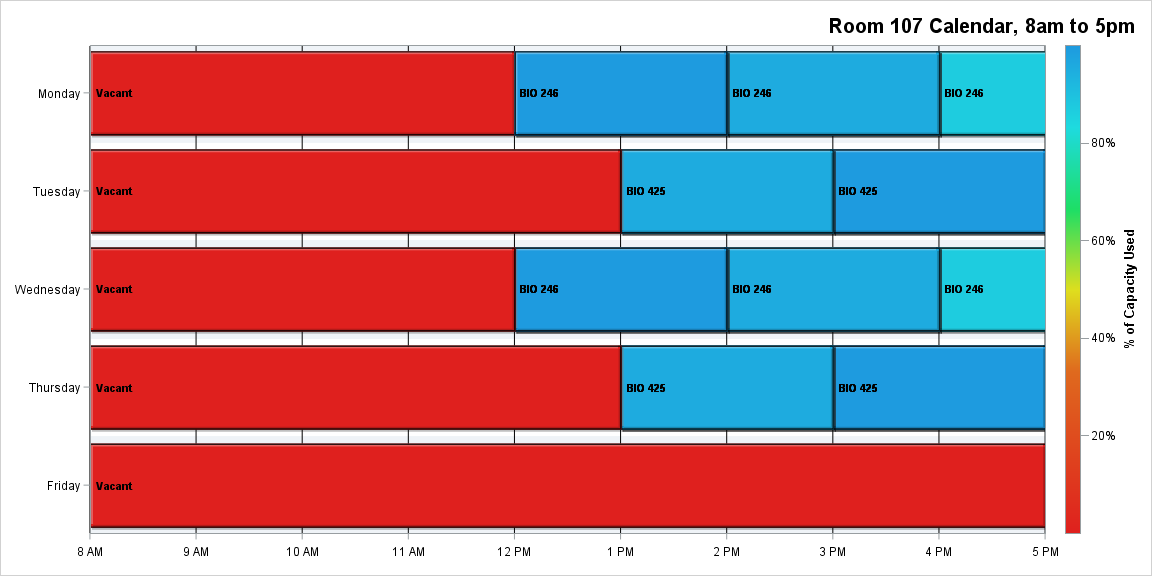 Room 107 Calendar, 8am to 5pm
Monday
Vacant
BIO 246
BIO 246
BIO 246
Tuesday
Vacant
BIO 425
BIO 425
Wednesday
Vacant
BIO 246
BIO 246
BIO 246
Thursday
Vacant
BIO 425
BIO 425
Friday
Vacant
8 AM
9 AM
10 AM
11 AM
12 PM
1 PM
2 PM
3 PM
4 PM
5 PM
80%
60%
40%
20%
% of Capacity Used